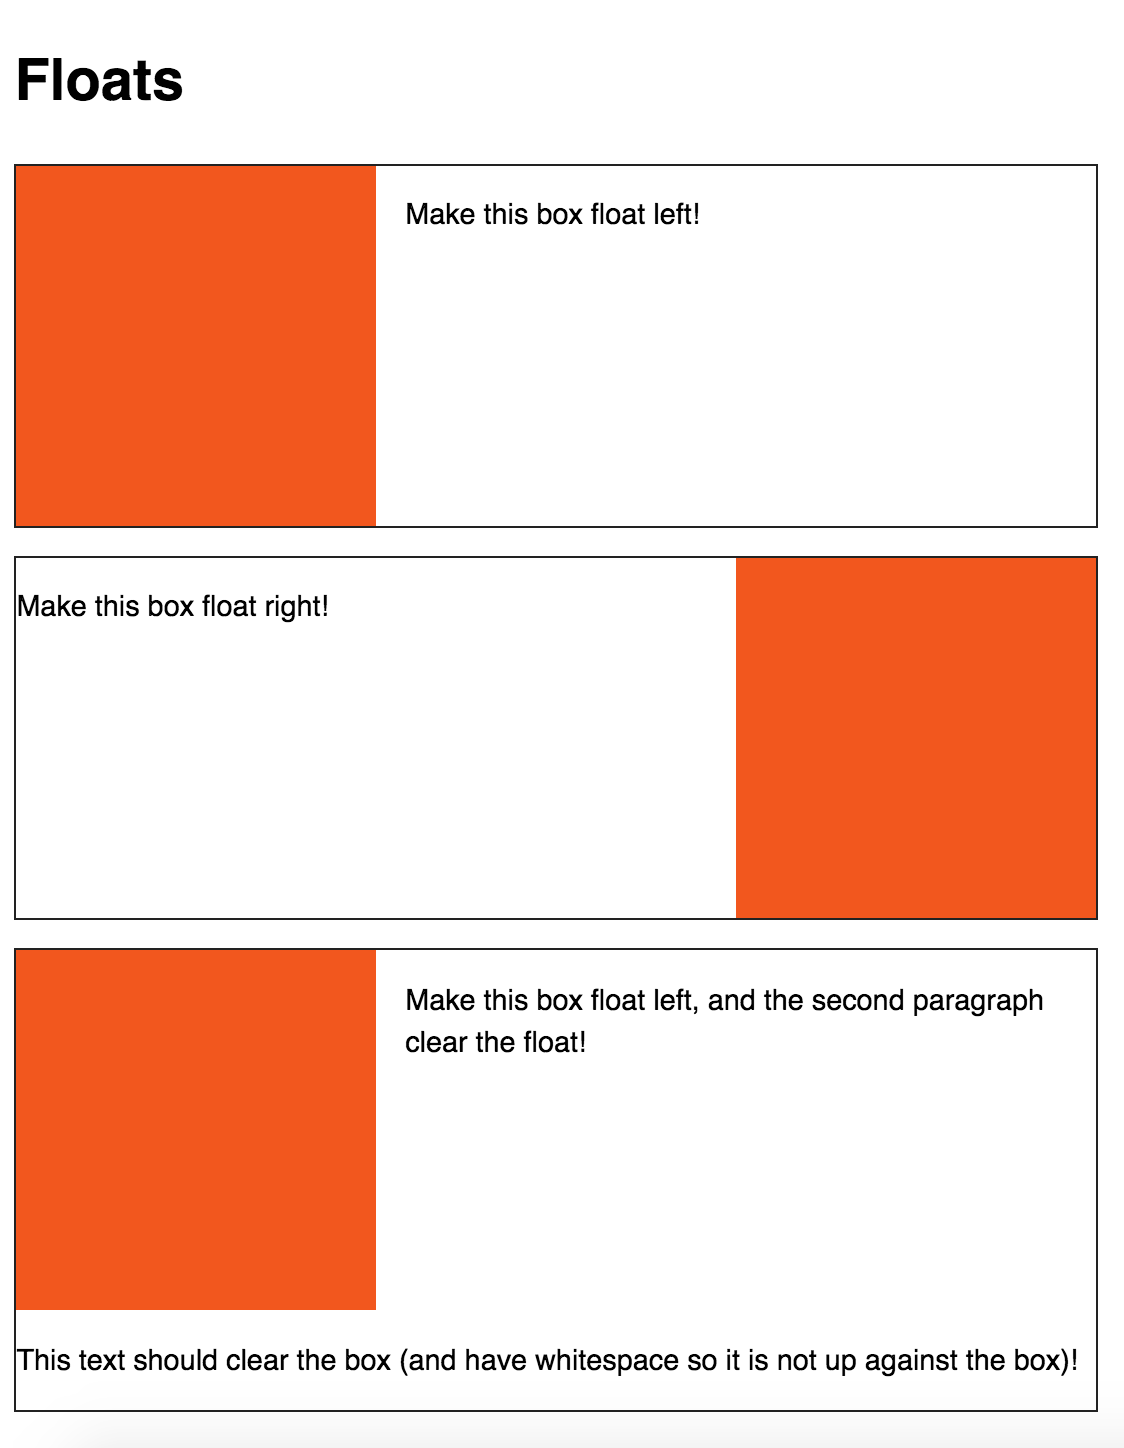 Floats
Make this box float left!
Make this box float right!
Make this box float left, and the second paragraph
clear the float!
This text should clear the box (and have whitespace so it is not up against the box)!